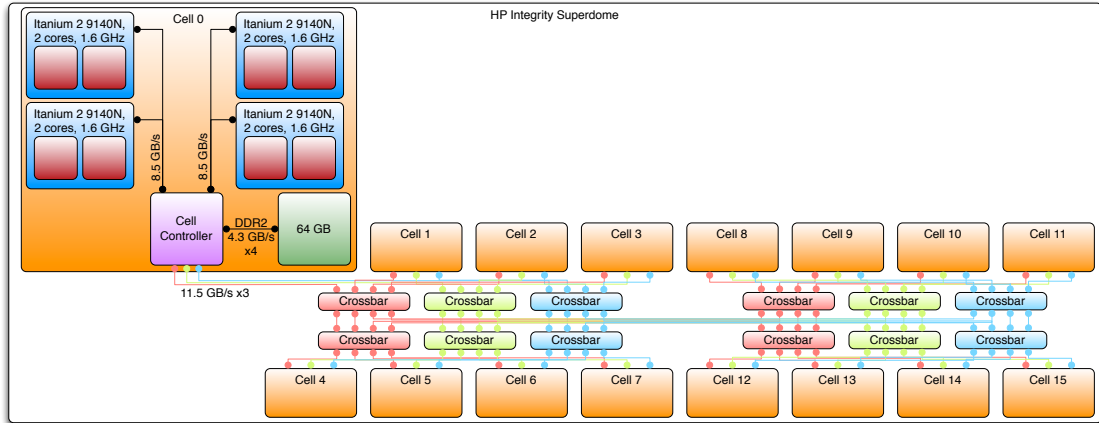 HP Integrity Superdome
Cell 0
Itanium 2 9140N,
2 cores, 1.6 GHz
Itanium 2 9140N,
2 cores, 1.6 GHz
Itanium 2 9140N,
2 cores, 1.6 GHz
Itanium 2 9140N,
2 cores, 1.6 GHz
8.5 GB/s
8.5 GB/s
Cell
Controller
DDR2
4.3 GB/s
x4
64 GB
11.5 GB/s x3
Cell 1
Cell 2
Cell 3
Cell 8
Cell 9
Cell 10
Cell 11
Crossbar
Crossbar
Crossbar
Crossbar
Crossbar
Crossbar
Crossbar
Crossbar
Crossbar
Crossbar
Crossbar
Crossbar
Cell 4
Cell 5
Cell 6
Cell 7
Cell 12
Cell 13
Cell 14
Cell 15